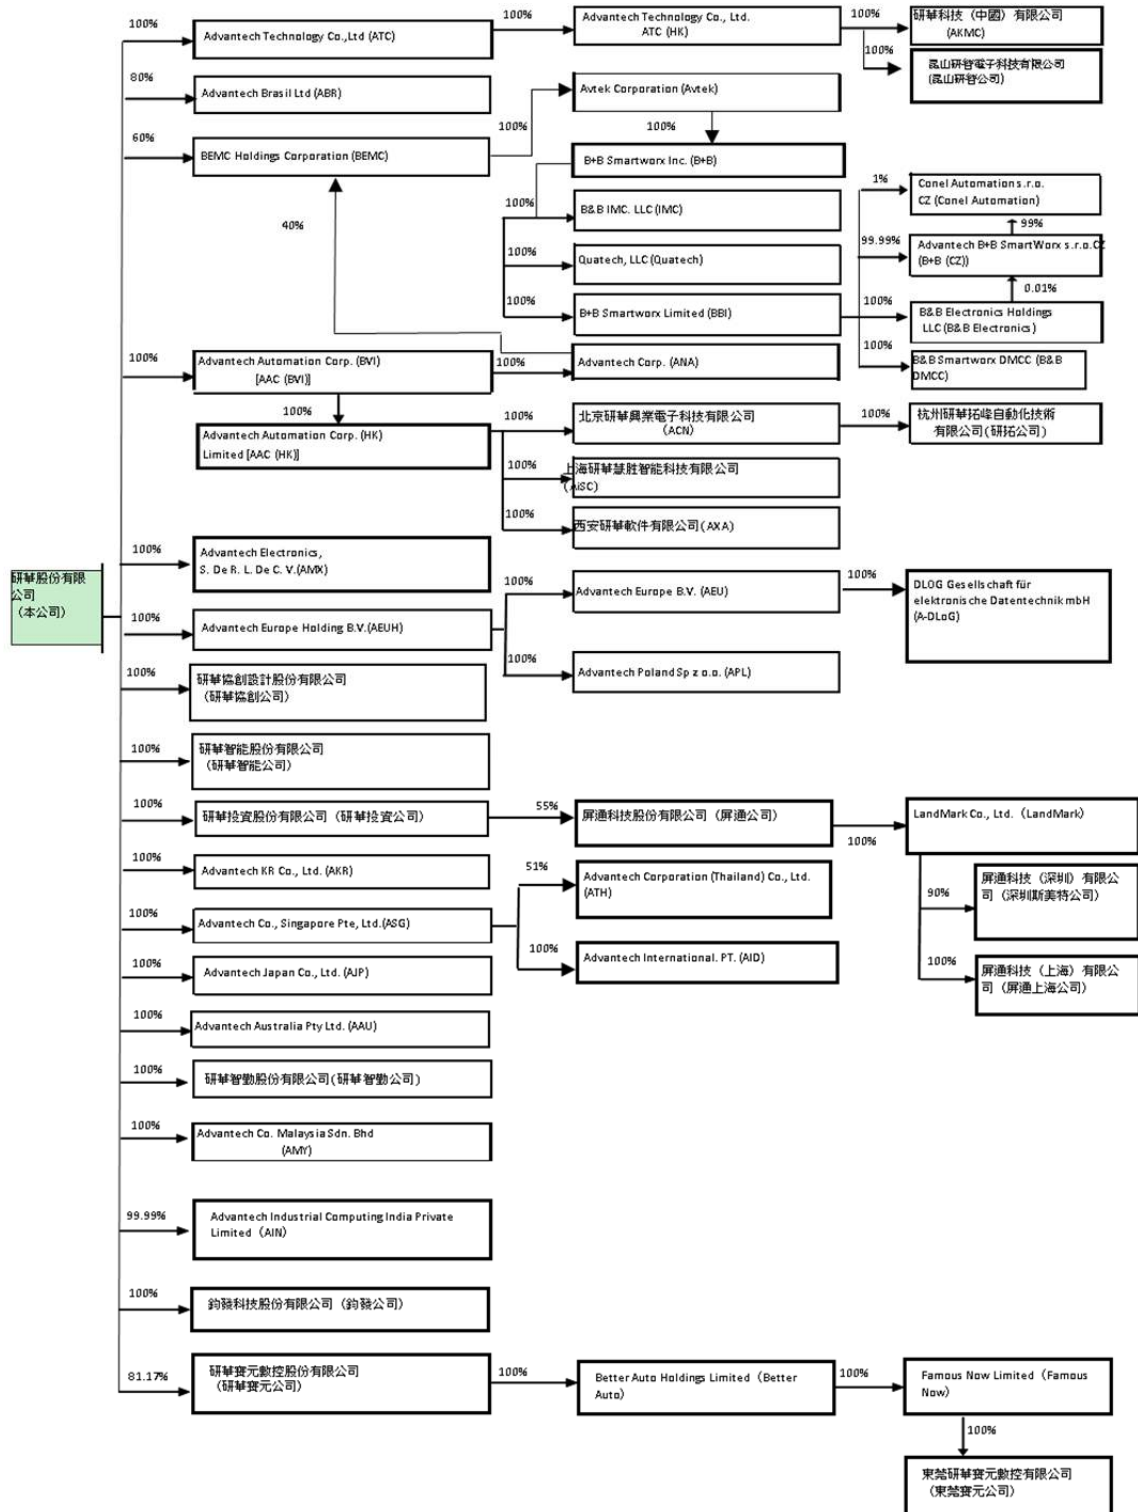 100%
Advantech Technology Co.,Ltd (ATC)
100%
Advantech Technology Co., Ltd.
ATC (HK)
100%
研華科技（中國）有限公司
(AKMC)
100%
昆山研智電子科技有限公司
(昆山研智公司)
80%
Advantech Brasil Ltd (ABR)
60%
BEMC Holdings Corporation (BEMC)
100%
Avtek Corporation (Avtek)
100%
B+B Smartworx Inc. (B+B)
40%
100%
B&B IMC. LLC (IMC)
100%
Quatech, LLC (Quatech)
100%
B+B Smartworx Limited (BBI)
1%
Conel Automation s.r.o.
CZ (Conel Automation)
99%
99.99%
Advantech B+B SmartWorx s.r.o.CZ
(B+B (CZ))
0.01%
100%
B&B Electronics Holdings
LLC (B&B Electronics)
100%
B&B Smartworx DMCC (B&B
DMCC)
100%
Advantech Automation Corp. (BVI)
[AAC (BVI)]
100%
Advantech Corp. (ANA)
100%
Advantech Automation Corp. (HK)
Limited [AAC (HK)]
100%
北京研華興業電子科技有限公司
(ACN)
100%
杭州研華拓峰自動化技術
有限公司(研拓公司)
100%
上海研華慧胜智能科技有限公司
(AiSC)
100%
西安研華軟件有限公司(AXA)
研華股份有限
公司
（本公司）
100%
Advantech Electronics,
S. De R. L. De C. V.(AMX)
100%
Advantech Europe Holding B.V.(AEUH)
100%
Advantech Europe B.V. (AEU)
100%
DLOG Gesellschaft für
elektronische Datentechnik mbH
(A-DLoG)
100%
Advantech Poland Sp z o.o. (APL)
100%
研華協創設計股份有限公司
（研華協創公司）
100%
研華智能股份有限公司
（研華智能公司）
100%
研華投資股份有限公司（研華投資公司）
55%
屏通科技股份有限公司（屏通公司）
100%
LandMark Co., Ltd.（LandMark）
90%
屏通科技（深圳）有限公
司（深圳斯美特公司）
100%
屏通科技（上海）有限公
司（屏通上海公司）
100%
Advantech KR Co., Ltd. (AKR)
100%
Advantech Co., Singapore Pte, Ltd.(ASG)
51%
Advantech Corporation (Thailand) Co., Ltd.
(ATH)
100%
Advantech International. PT. (AID)
100%
Advantech Japan Co., Ltd. (AJP)
100%
Advantech Australia Pty Ltd. (AAU)
100%
研華智勤股份有限公司(研華智勤公司)
100%
Advantech Co. Malaysia Sdn. Bhd
(AMY)
99.99%
Advantech Industrial Computing India Private
Limited（AIN）
100%
鈞發科技股份有限公司（鈞發公司）
81.17%
研華寶元數控股份有限公司
（研華寶元公司）
100%
Better Auto Holdings Limited（Better
Auto）
100%
Famous Now Limited（Famous
Now）
100%
東莞研華寶元數控有限公司
（東莞寶元公司）